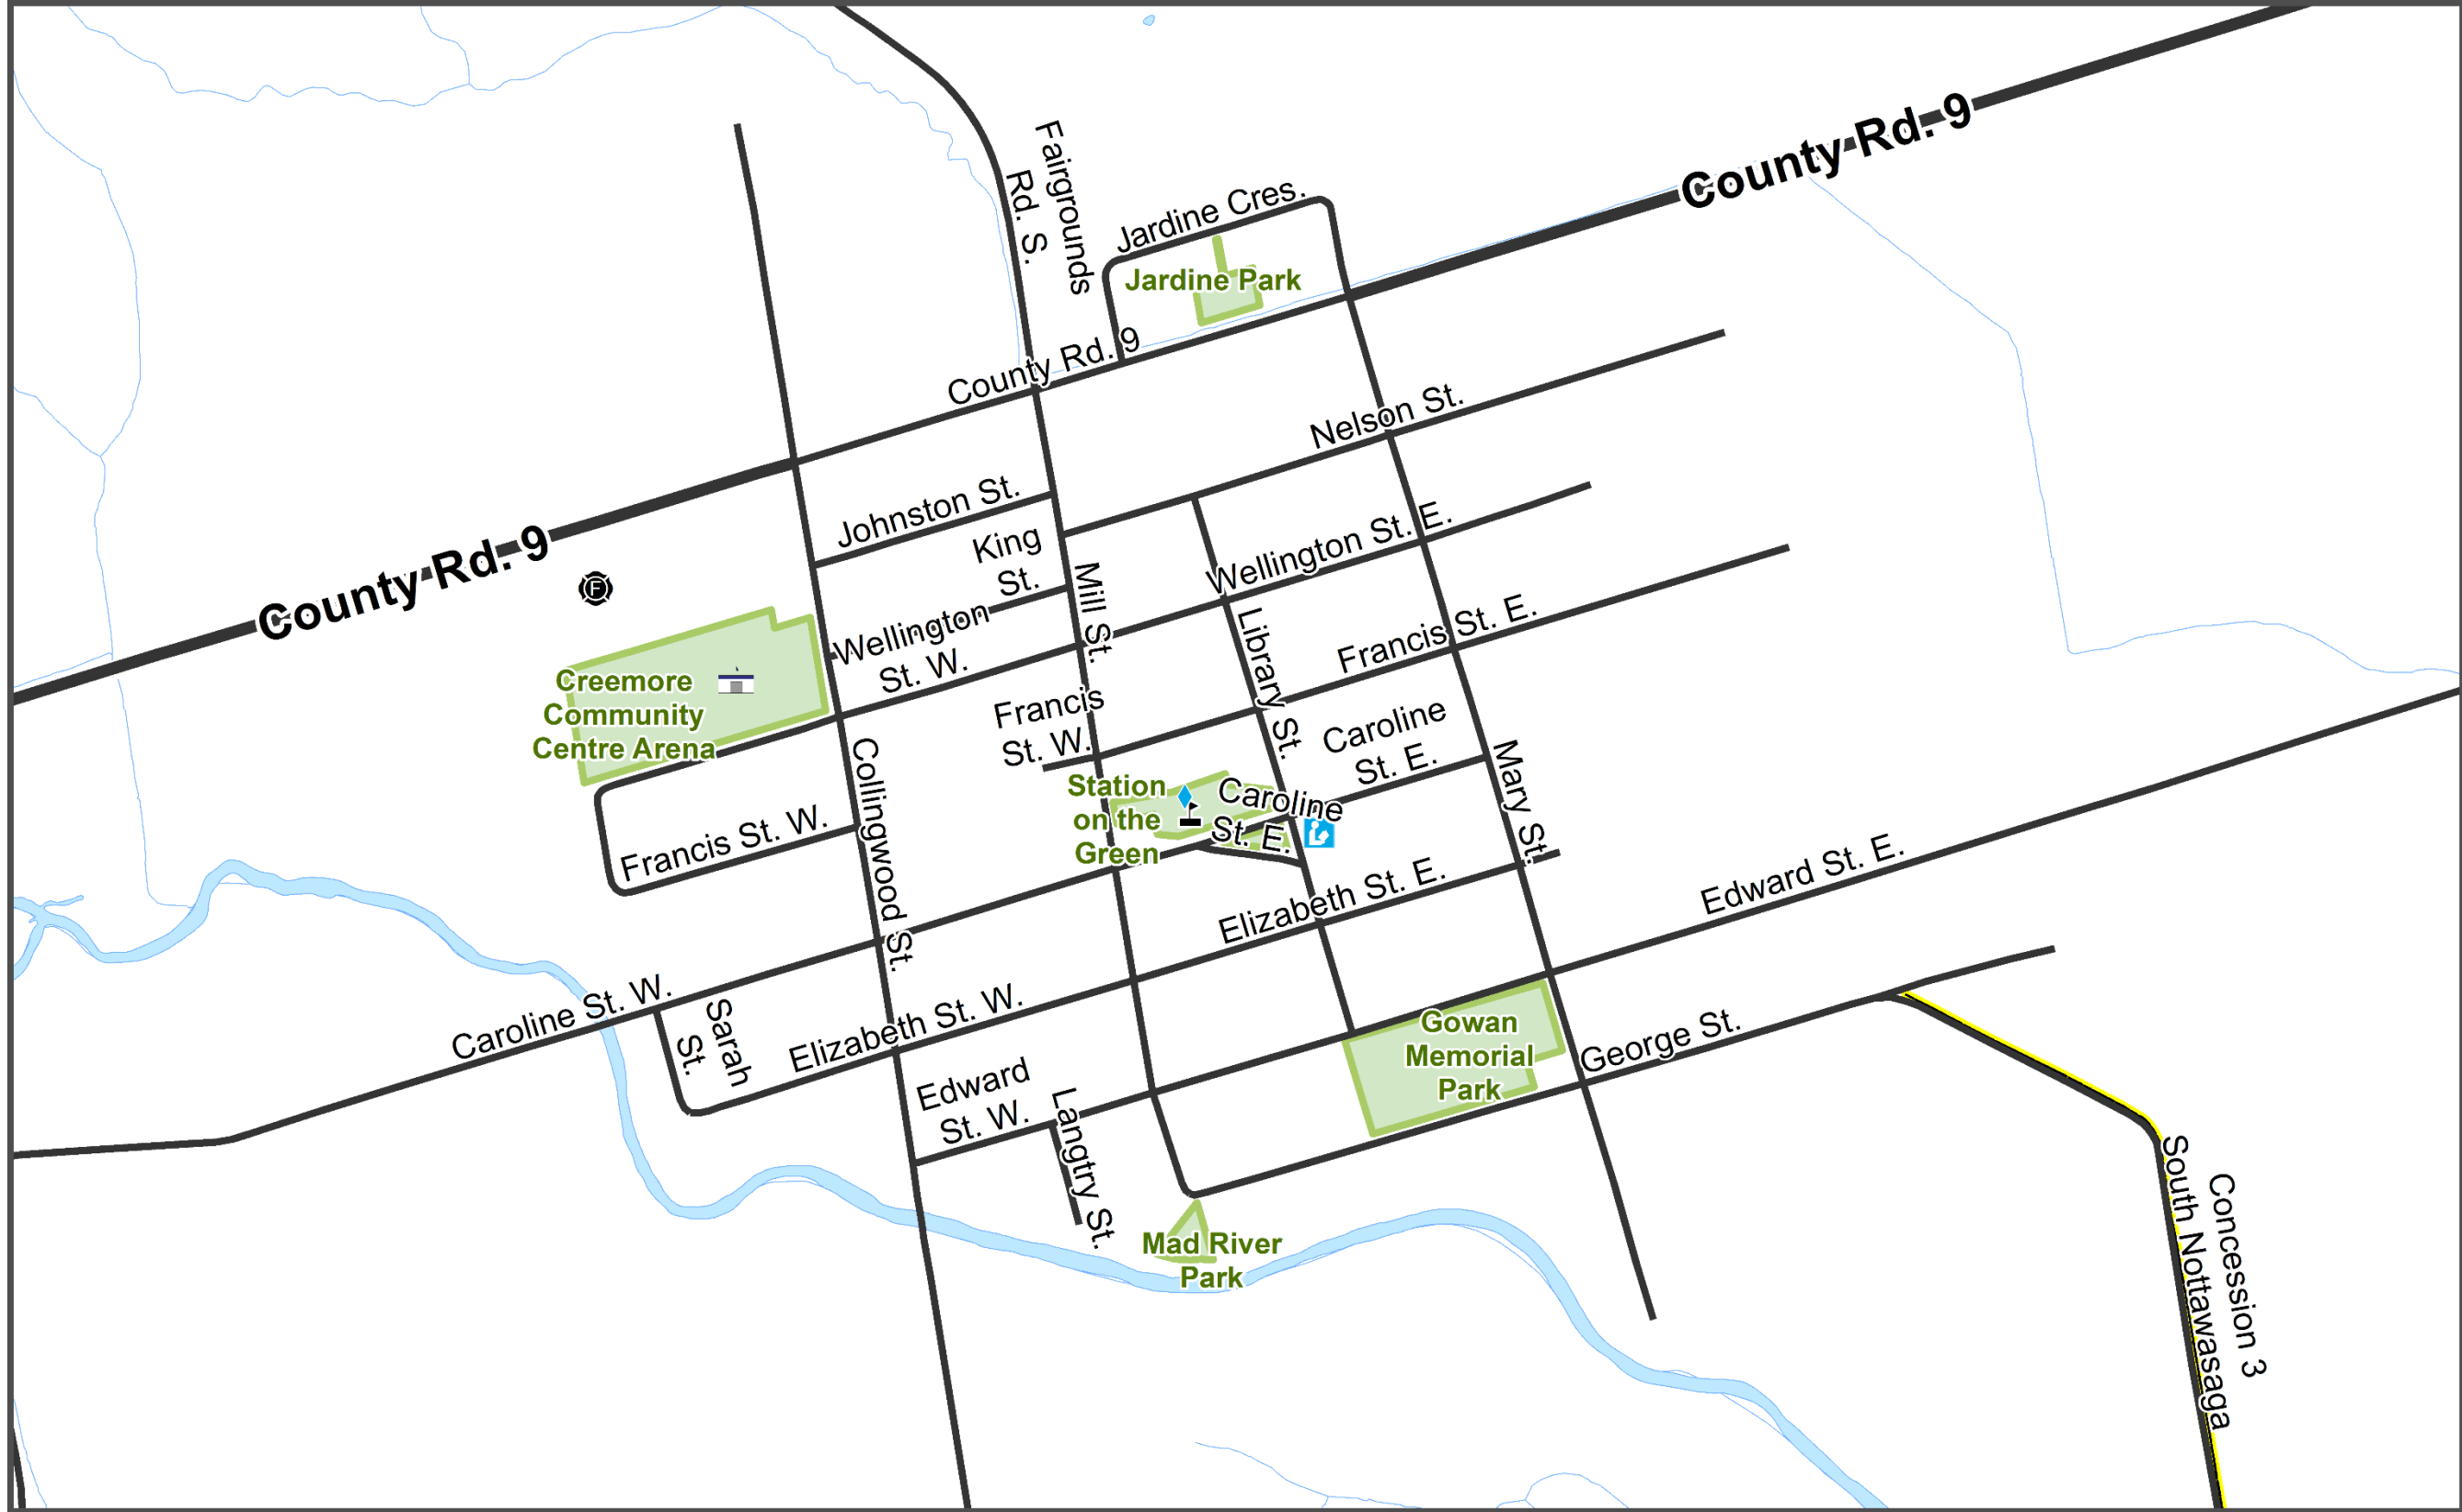 County Rd. 9
Fairgrounds
Rd. S.
Jardine Cres.
Jardine Park
County Rd. 9
Nelson St.
Johnston St.
King
St.
County Rd. 9
F
Wellington St. E.
Wellington
St. W.
Mill St.
Library St.
Francis St. E.
Creemore
Community
Centre Arena
Francis
St. W.
Caroline
St. E.
Collingwood St.
Mary St.
Station
on the
Green
Caroline
St. E.
Francis St. W.
Elizabeth St. E.
Edward St. E.
Caroline St. W.
Sarah
St.
Elizabeth St. W.
Gowan
Memorial
Park
George St.
Edward
St. W.
Langtry St.
Mad River
Park
Concession 3
South Nottawasaga